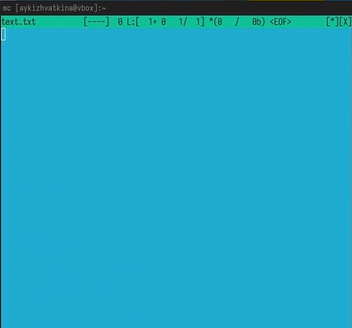 mc [aykizhvatkina@vbox]:~
text.txt [----] 0 L:[ 1+ 0 1/ 1] *(0 / 0b) <EOF> [*][X]